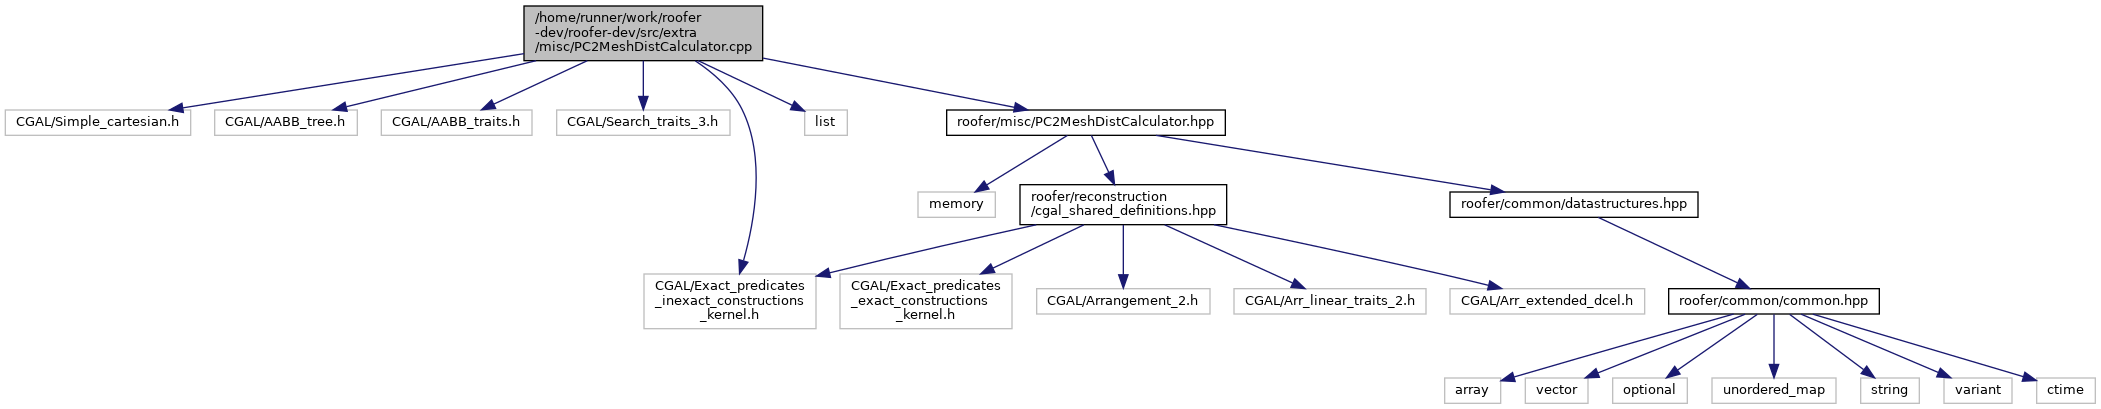 /home/runner/work/roofer
-dev/roofer-dev/src/extra
/misc/PC2MeshDistCalculator.cpp
CGAL/Simple_cartesian.h
CGAL/AABB_tree.h
CGAL/AABB_traits.h
CGAL/Search_traits_3.h
list
roofer/misc/PC2MeshDistCalculator.hpp
memory
roofer/reconstruction
/cgal_shared_definitions.hpp
roofer/common/datastructures.hpp
CGAL/Exact_predicates
_inexact_constructions
_kernel.h
CGAL/Exact_predicates
_exact_constructions
_kernel.h
CGAL/Arrangement_2.h
CGAL/Arr_linear_traits_2.h
CGAL/Arr_extended_dcel.h
roofer/common/common.hpp
array
vector
optional
unordered_map
string
variant
ctime